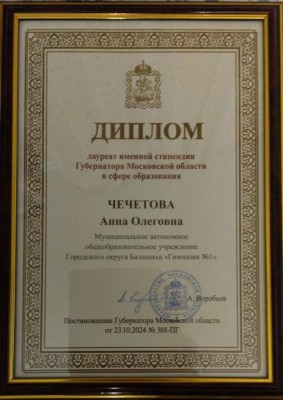 ДИПЛОМ
лауреат именной стипендии
Губернатора Московской области
в сфере образования
ЧЕЧЕТОВА
Анна Олеговна
Муниципальное автономное
общеобразовательное учреждение
Городского округа Балашиха «Гимназия №1»
А. Воробьев
Постановление Губернатора Московской области
от 23.10.2024 № 388-ПГ